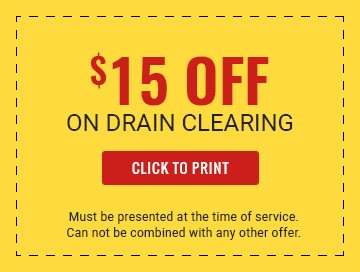 $15 OFF
ON DRAIN CLEARING
CLICK TO PRINT
Must be presented at the time of service.
Can not be combined with any other offer.